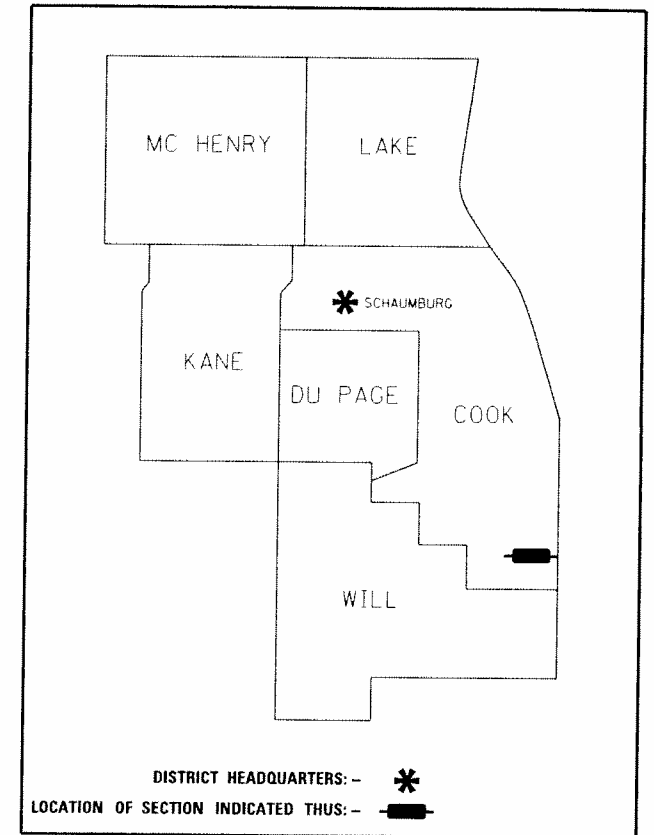 MC HENRY
LAKE
SCHAUMBURG
KANE
DU PAGE
COOK
WILL
DISTRICT HEADQUARTERS: -
LOCATION OF SECTION INDICATED THUS: -